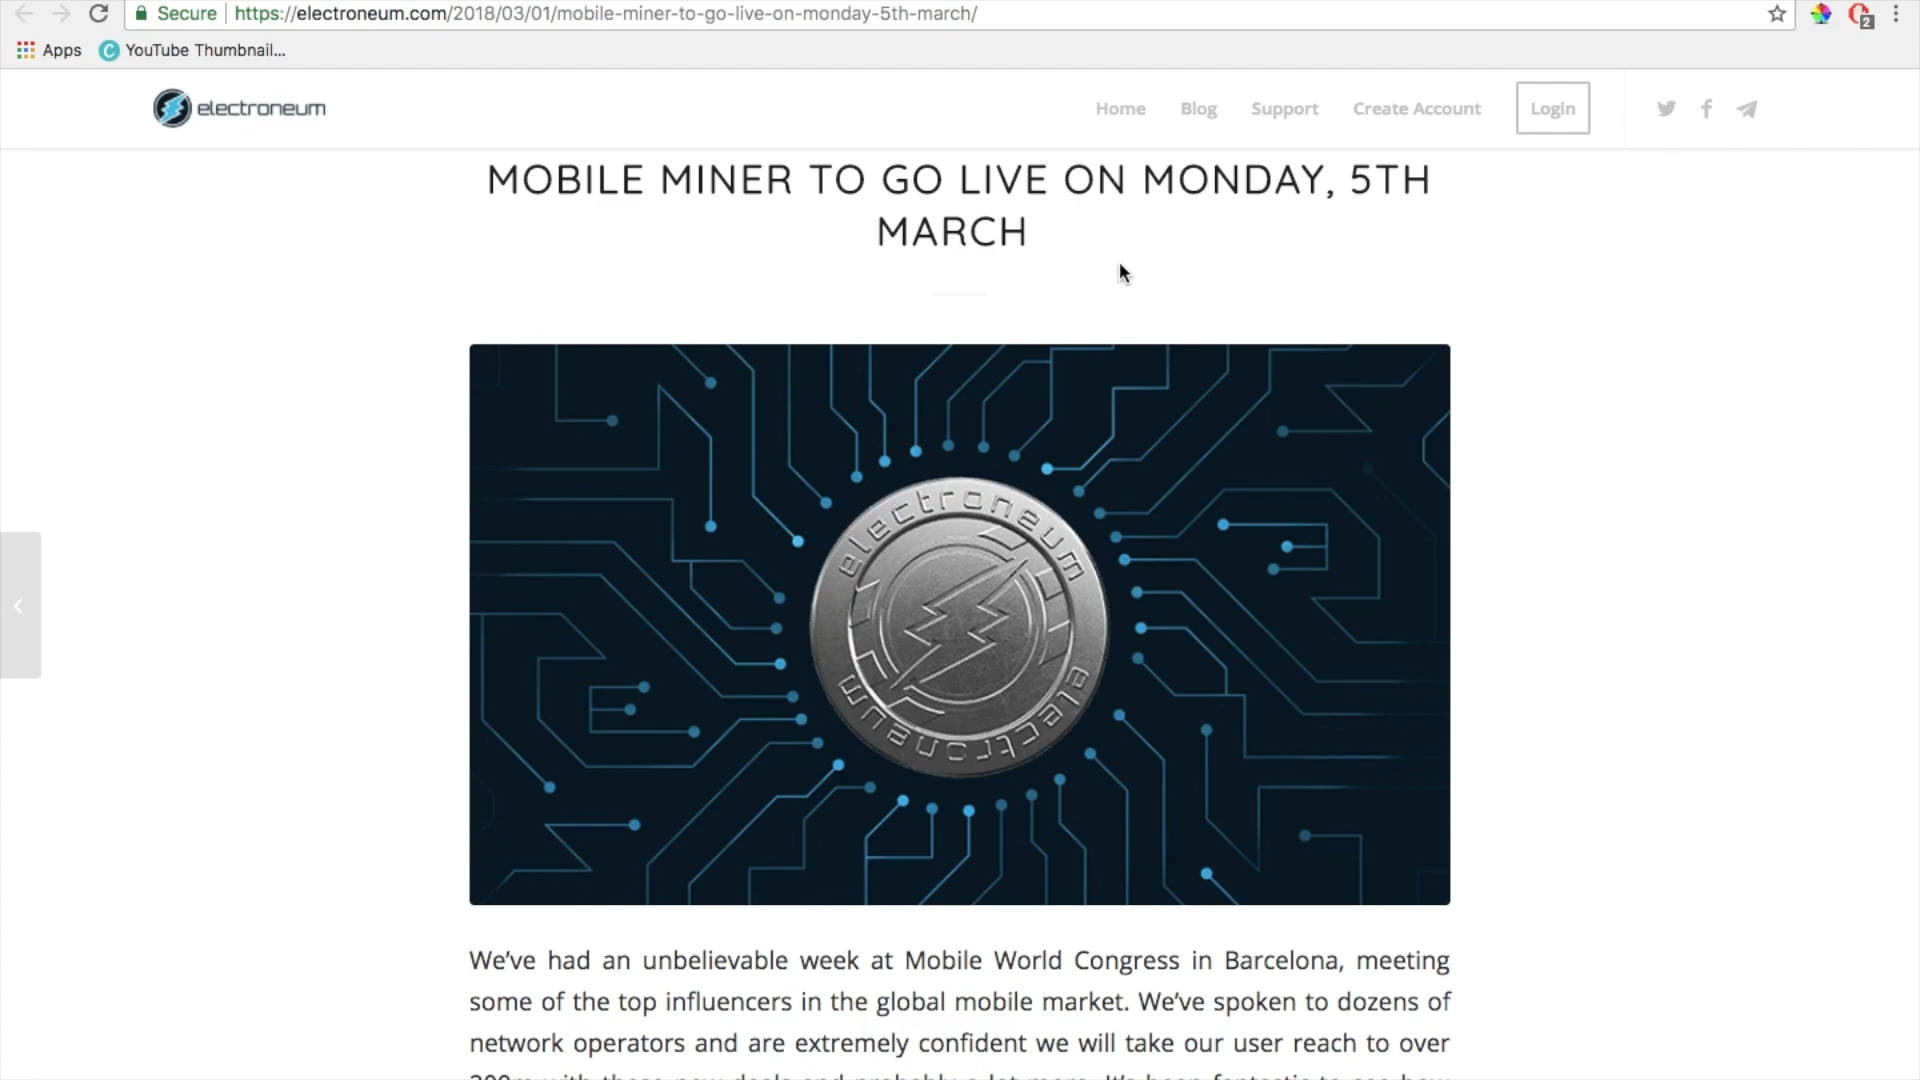 Secure https://electroneum.com/2018/03/01/mobile-miner-to-go-live-on-monday-5th-march/
2
Apps YouTube Thumbnail...
electroneum Home Blog Support Create Account Login
MOBILE MINER TO GO LIVE ON MONDAY, 5TH
MARCH
electroneum
electroneum
We’ve had an unbelievable week at Mobile World Congress in Barcelona, meeting
some of the top influencers in the global mobile market. We’ve spoken to dozens of
network operators and are extremely confident we will take our user reach to over